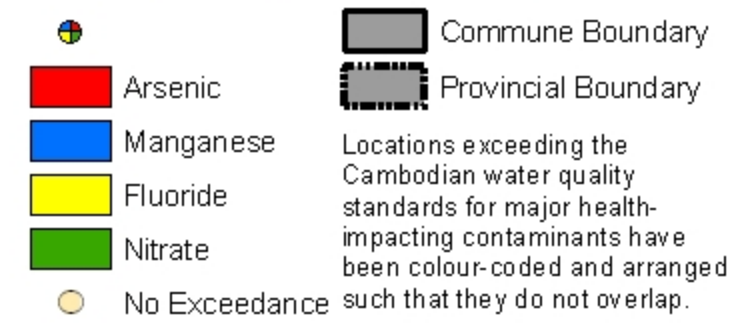 Arsenic
Manganese
Fluoride
Nitrate
No Exceedance
Commune Boundary
Provincial Boundary
Locations exceeding the
Cambodian water quality
standards for major health-
impacting contaminants have
been colour-coded and arranged
such that they do not overlap.